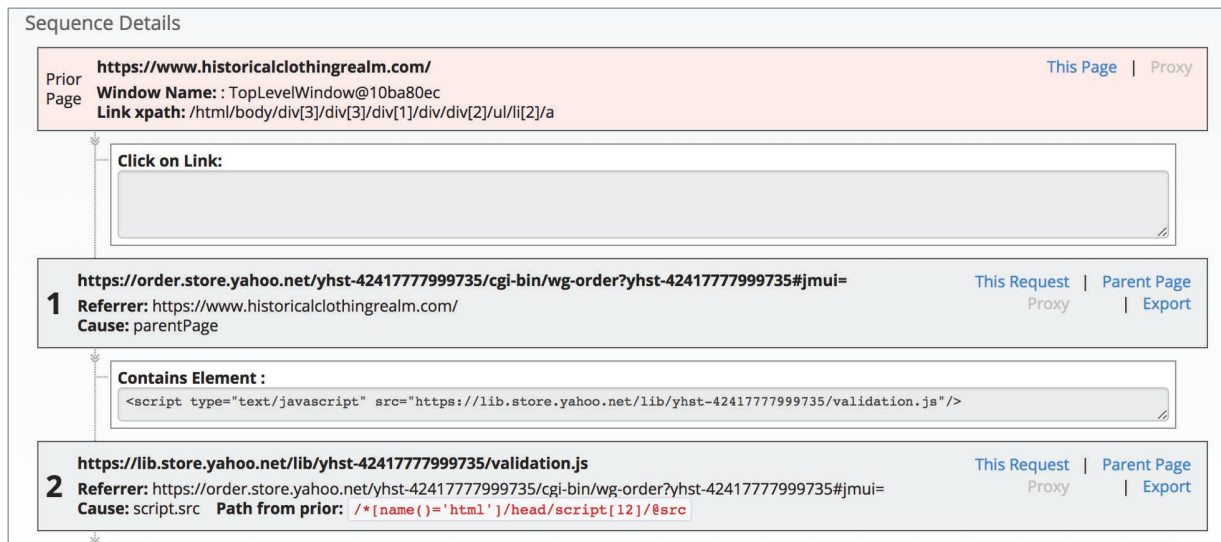 Sequence Details
Prior Page
https://www.historicalclothingrealm.com/
This Page | Proxy
Window Name: : TopLevelWindow@10ba80ec
Link xpath: /html/body/div[3]/div[3]/div[1]/div/div[2]/ul/li[2]/a
Click on Link:
1
https://order.store.yahoo.net/yhst-42417777999735/cgi-bin/wg-order?yhst-42417777999735#jmui=
This Request | Parent Page
Referrer: https://www.historicalclothingrealm.com/
Proxy | Export
Cause: parentPage
Contains Element :
<script type="text/javascript" src="https://lib.store.yahoo.net/lib/yhst-42417777999735/validation.js"/>
2
https://lib.store.yahoo.net/lib/yhst-42417777999735/validation.js
This Request | Parent Page
Referrer: https://order.store.yahoo.net/yhst-42417777999735/cgi-bin/wg-order?yhst-42417777999735#jmui=
Proxy | Export
Cause: script.src Path from prior: /*[name()='html']/head/script[12]/@src